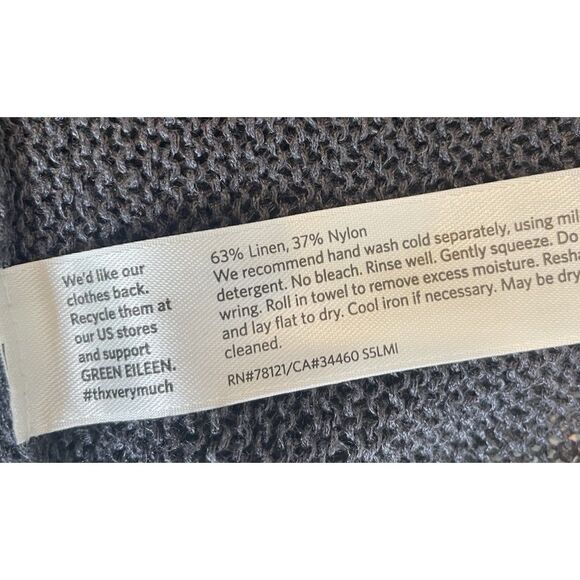 We'd like our
clothes back.
Recycle them at
our US stores
and support
GREEN EILEEN.
#thxverymuch
63% Linen, 37% Nylon
We recommend hand wash cold separately, using mil
detergent. No bleach. Rinse well. Gently squeeze. Do
wring. Roll in towel to remove excess moisture. Resha
and lay flat to dry. Cool iron if necessary. May be dry
cleaned.
RN#78121/CA#34460 S5LMI